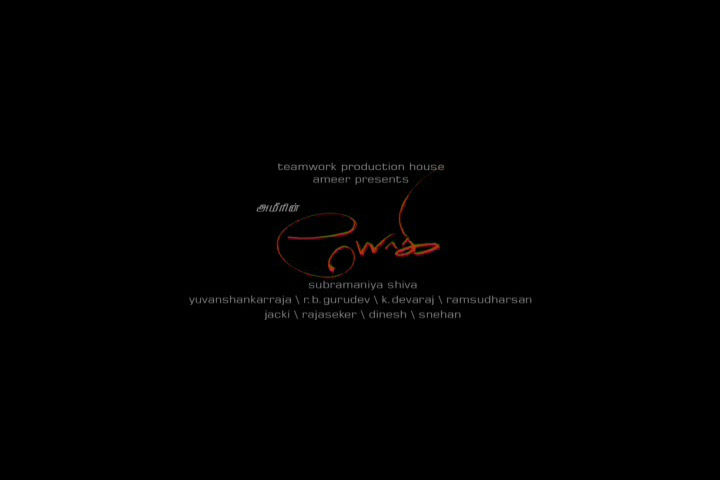 teamwork production house
ameer presents
அமீரின்
யோகி
subramaniya shiva
yuvanshankarraja \ r.b.gurudev \ k.devaraj \ ramsudharsan
jacki \ rajaseker \ dinesh \ snehan